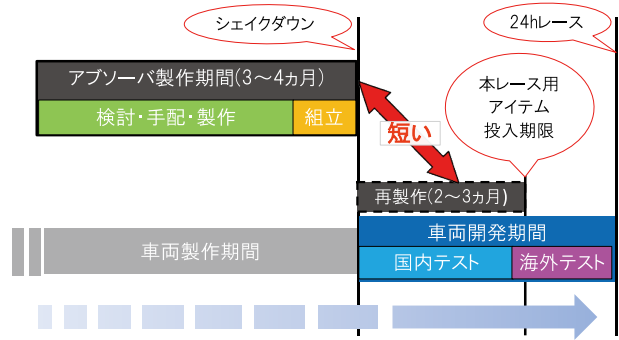 シェイクダウン
24hレース
アブソーバ製作期間(3～4ヵ月)
検討・手配・製作
組立
短い
本レース用
アイテム
投入期限
再製作(2～3ヵ月)
車両製作期間
車両開発期間
国内テスト
海外テスト